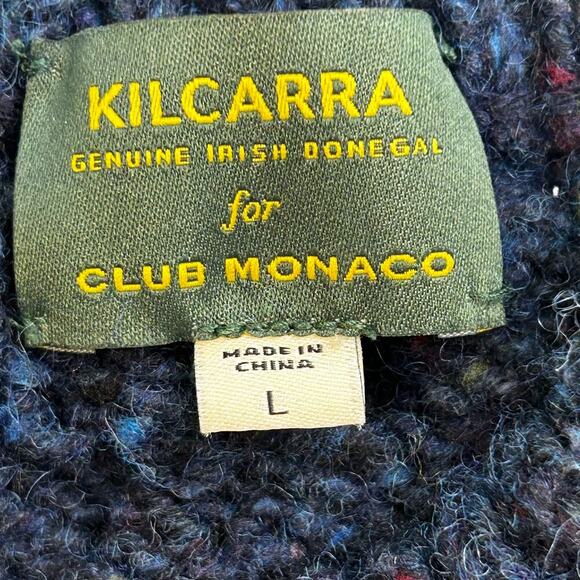 KILCARRA
GENUINE IRISH DONEGAL
for
CLUB MONACO
MADE IN
CHINA
L